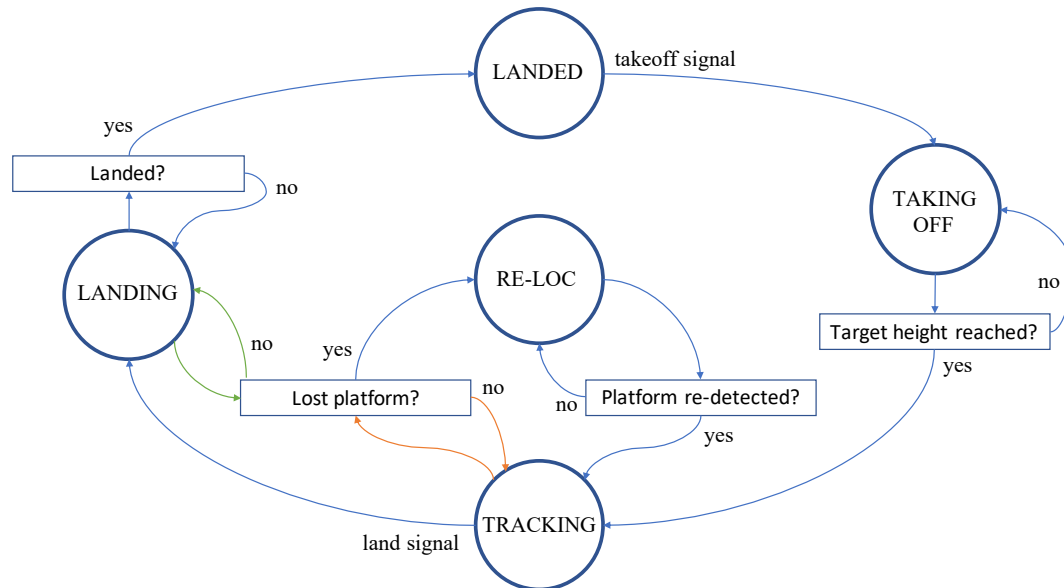 takeoff signal
LANDED
yes
Landed?
no
TAKING
OFF
LANDING
RE-LOC
no
no
yes
Target height reached?
yes
Lost platform?
no
no
Platform re-detected?
yes
TRACKING
land signal